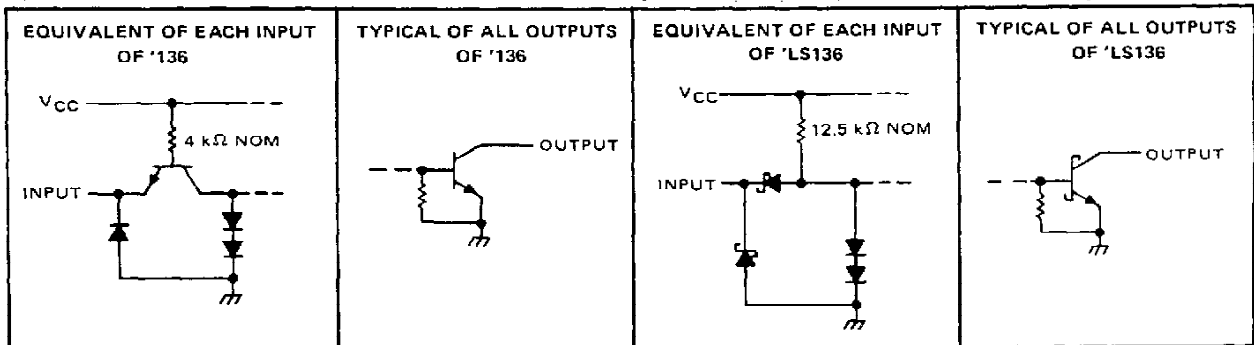 EQUIVALENT OF EACH INPUT
OF '136
VCC
4 kΩ NOM
INPUT
TYPICAL OF ALL OUTPUTS
OF '136
OUTPUT
EQUIVALENT OF EACH INPUT
OF 'LS136
VCC
12.5 kΩ NOM
INPUT
TYPICAL OF ALL OUTPUTS
OF 'LS136
OUTPUT